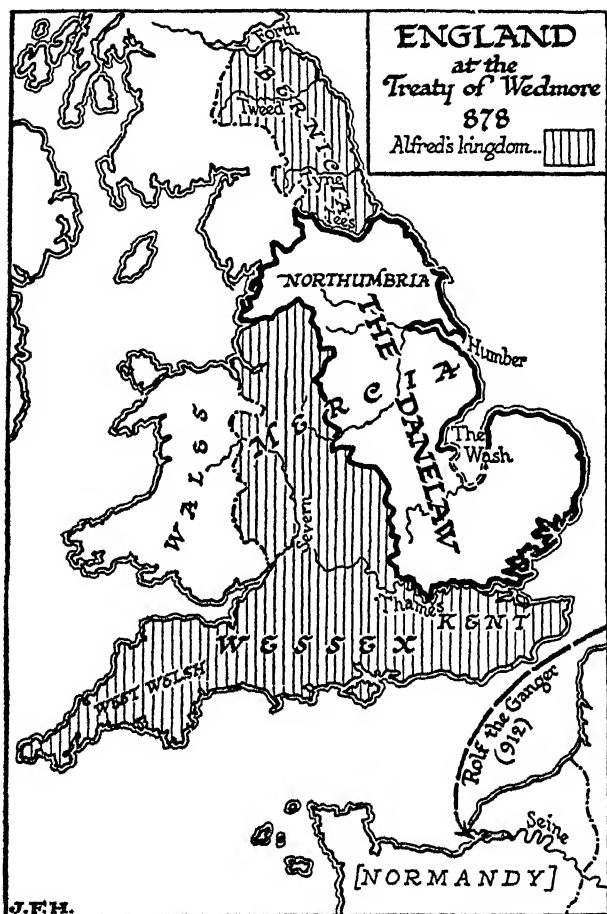 ENGLAND
at the
Treaty of Wedmore
878
Alfred's kingdom...
Forth
BERNICIA
Tweed
Tyne
Tees
NORTHUMBRIA
THE DANELAW
Humber
MERCIA
The Wash
WALES
Severn
Thames
KENT
WESSEX
WEST WELSH
Rolf the Ganger
(912)
Seine
[NORMANDY]
J.F.H.